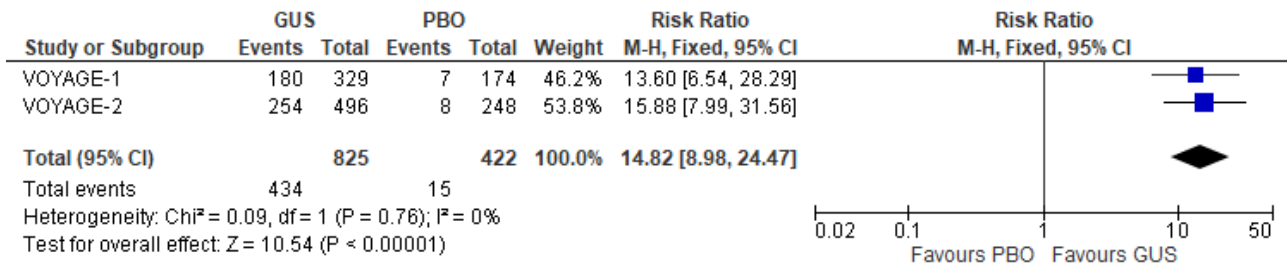 GUS PBO Risk Ratio Risk Ratio
Study or Subgroup Events Total Events Total Weight M-H, Fixed, 95% CI M-H, Fixed, 95% CI
VOYAGE-1 180 329 7 174 46.2% 13.60 [6.54, 28.29]
VOYAGE-2 254 496 8 248 53.8% 15.88 [7.99, 31.56]
Total (95% CI) 825 422 100.0% 14.82 [8.98, 24.47]
Total events 434 15
Heterogeneity: Chi² = 0.09, df = 1 (P = 0.76); I² = 0%
Test for overall effect: Z = 10.54 (P < 0.00001)
0.02 0.1 1 10 50
Favours PBO Favours GUS